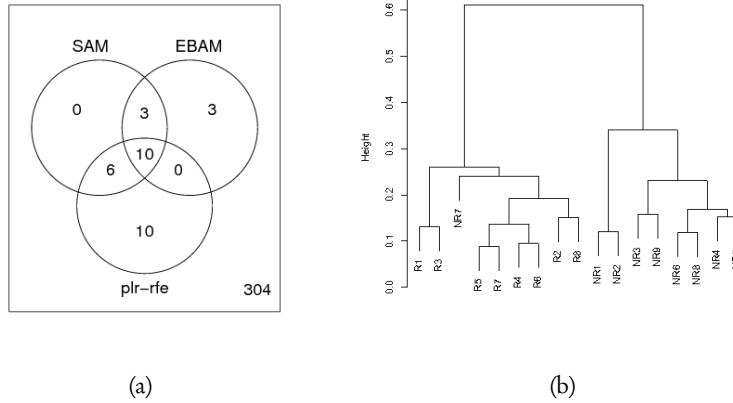 SAM EBAM
0 3 3
10
6 0
10
plr–rfe 304
(a)
Height
0.0 0.1 0.2 0.3 0.4 0.5 0.6
R1 R3 NR7 R5 R7 R4 R6 R2 R8 NR1 NR2 NR3 NR9 NR6 NR8 NR4
(b)